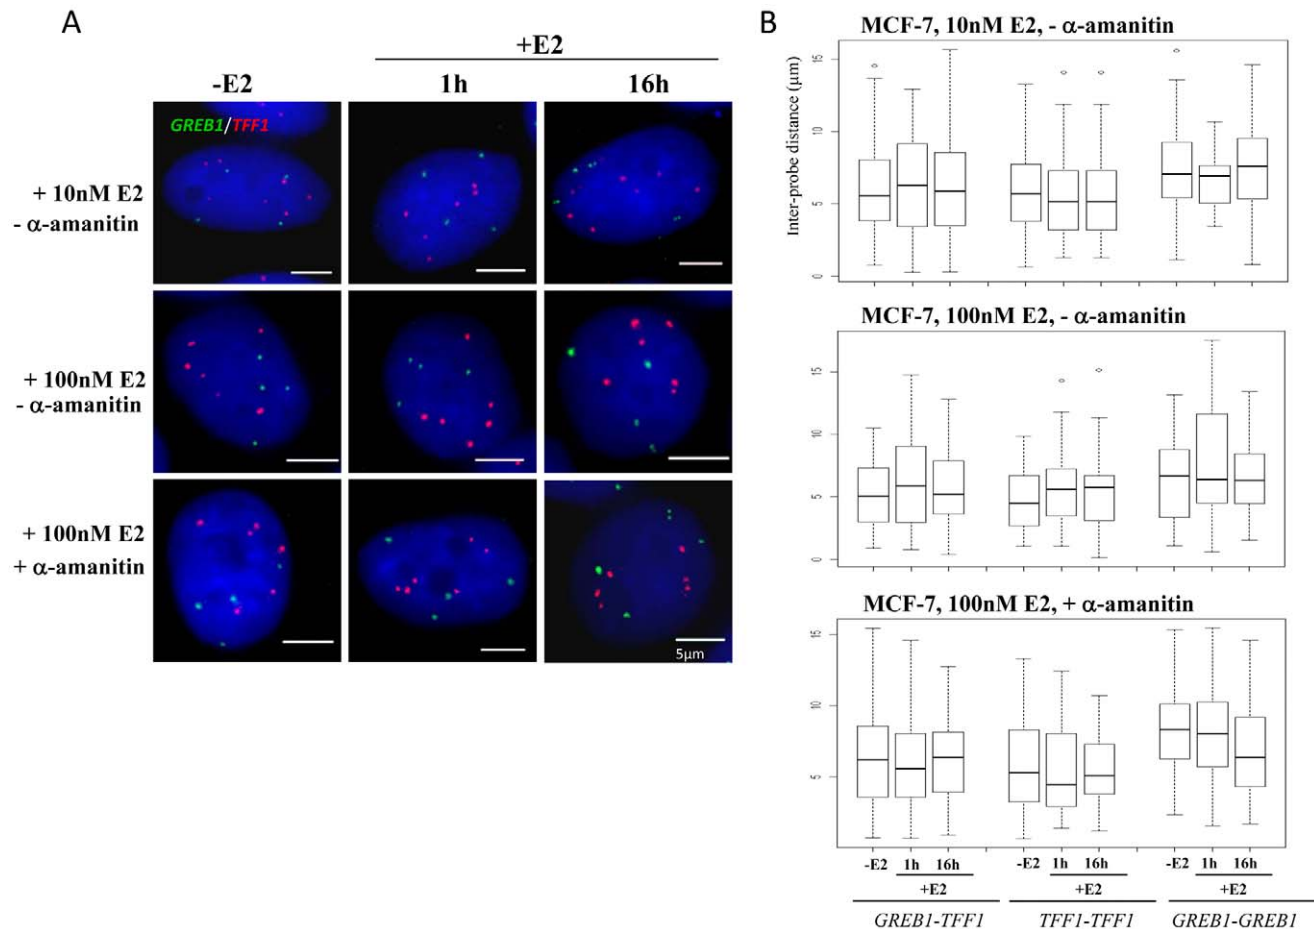 A
+E2
-E2
1h
16h
GREB1/TFF1
+ 10nM E2
- α-amanitin
+ 100nM E2
- α-amanitin
+ 100nM E2
+ α-amanitin
5μm
B
MCF-7, 10nM E2, - α-amanitin
Inter-probe distance (μm)
15
10
5
0
MCF-7, 100nM E2, - α-amanitin
15
10
5
0
MCF-7, 100nM E2, + α-amanitin
15
10
5
-E2 1h 16h -E2 1h 16h -E2 1h 16h
+E2 +E2 +E2
GREB1-TFF1 TFF1-TFF1 GREB1-GREB1